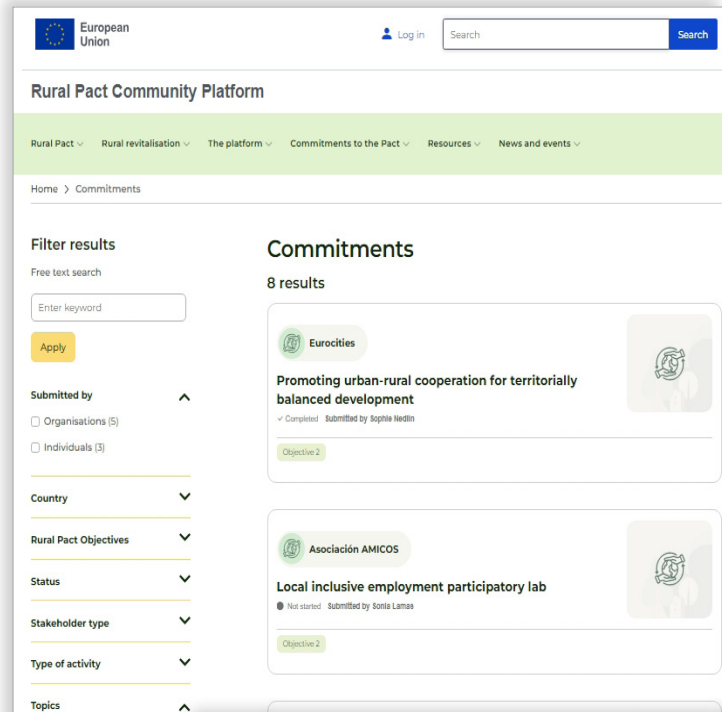 European
Union
Log in
Search
Search
Rural Pact Community Platform
Rural Pact
Rural revitalisation
The platform
Commitments to the Pact
Resources
News and events
Home > Commitments
Filter results
Free text search
Enter keyword
Apply
Submitted by
Organisations (5)
Individuals (3)
Country
Rural Pact Objectives
Status
Stakeholder type
Type of activity
Topics
Commitments
8 results
Eurocities
Promoting urban-rural cooperation for territorially
balanced development
✓ Completed Submitted by Sophie Nedlin
Objective 2
Asociación AMICOS
Local inclusive employment participatory lab
Not started Submitted by Sonia Lamas
Objective 2